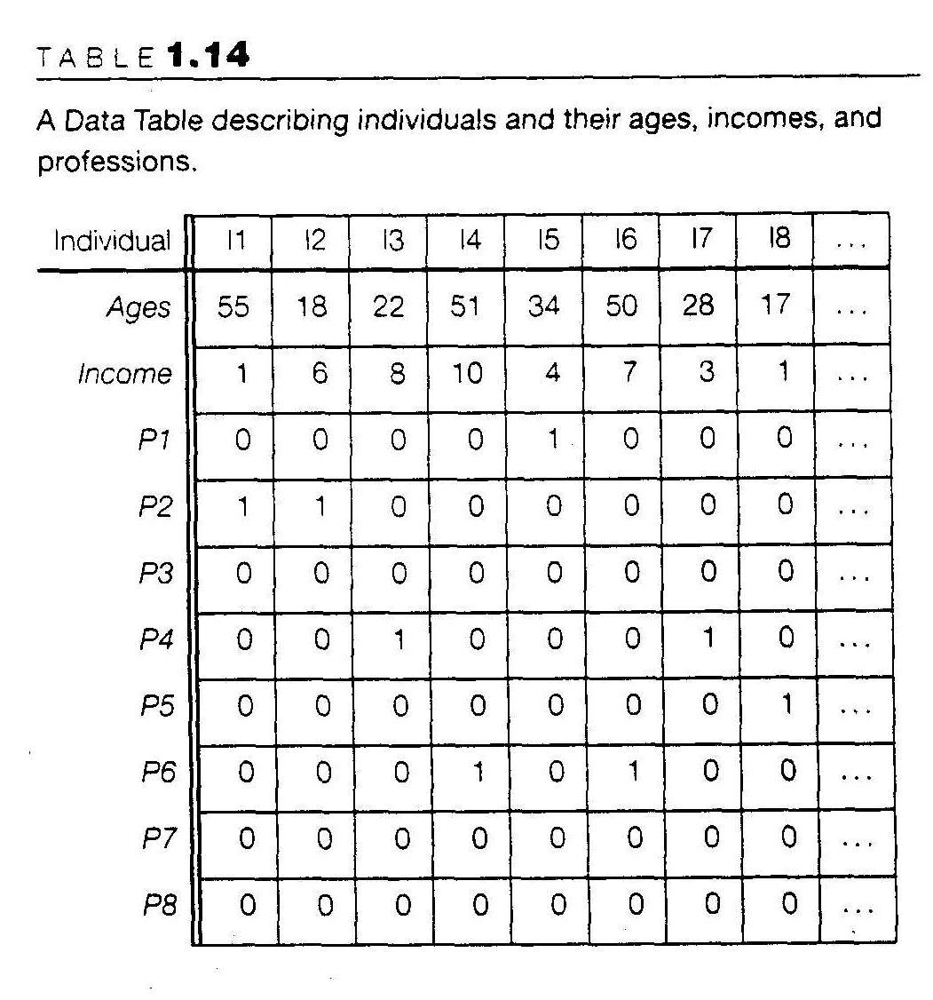 TABLE 1.14
A Data Table describing individuals and their ages, incomes, and
professions.
Individual I1 I2 I3 I4 I5 I6 I7 I8 ...
Ages 55 18 22 51 34 50 28 17 ...
Income 1 6 8 10 4 7 3 1 ...
P1 0 0 0 0 1 0 0 0 ...
P2 1 1 0 0 0 0 0 0 ...
P3 0 0 0 0 0 0 0 0 ...
P4 0 0 1 0 0 0 1 0 ...
P5 0 0 0 0 0 0 0 1 ...
P6 0 0 0 1 0 1 0 0 ...
P7 0 0 0 0 0 0 0 0 ...
P8 0 0 0 0 0 0 0 0 ...